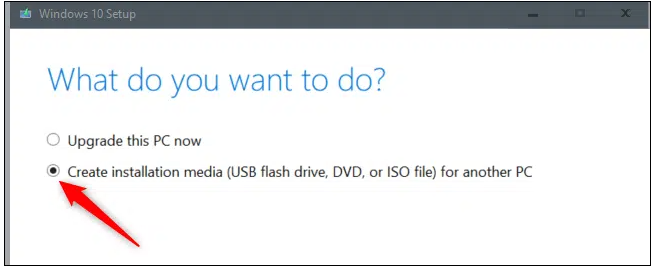 Windows 10 Setup
What do you want to do?
Upgrade this PC now
Create installation media (USB flash drive, DVD, or ISO file) for another PC